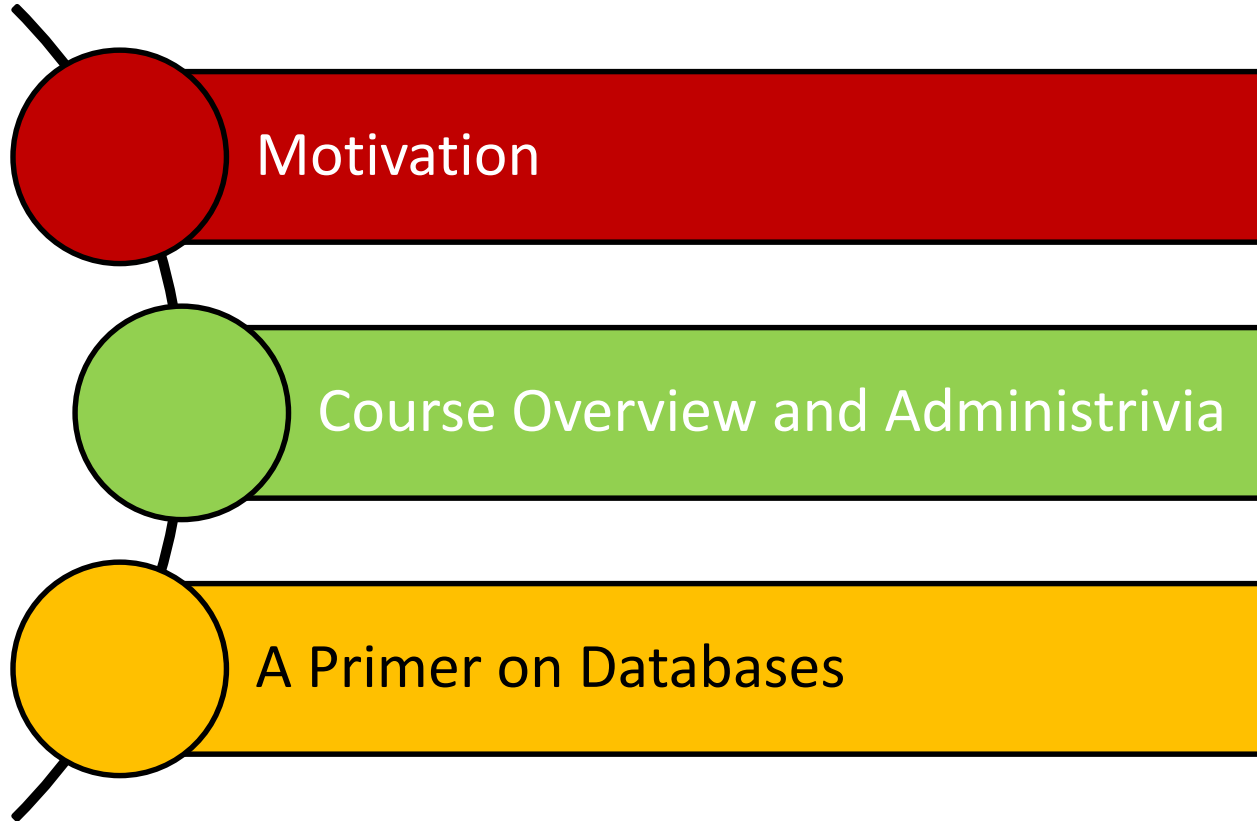 Motivation
Course Overview and Administrivia
A Primer on Databases